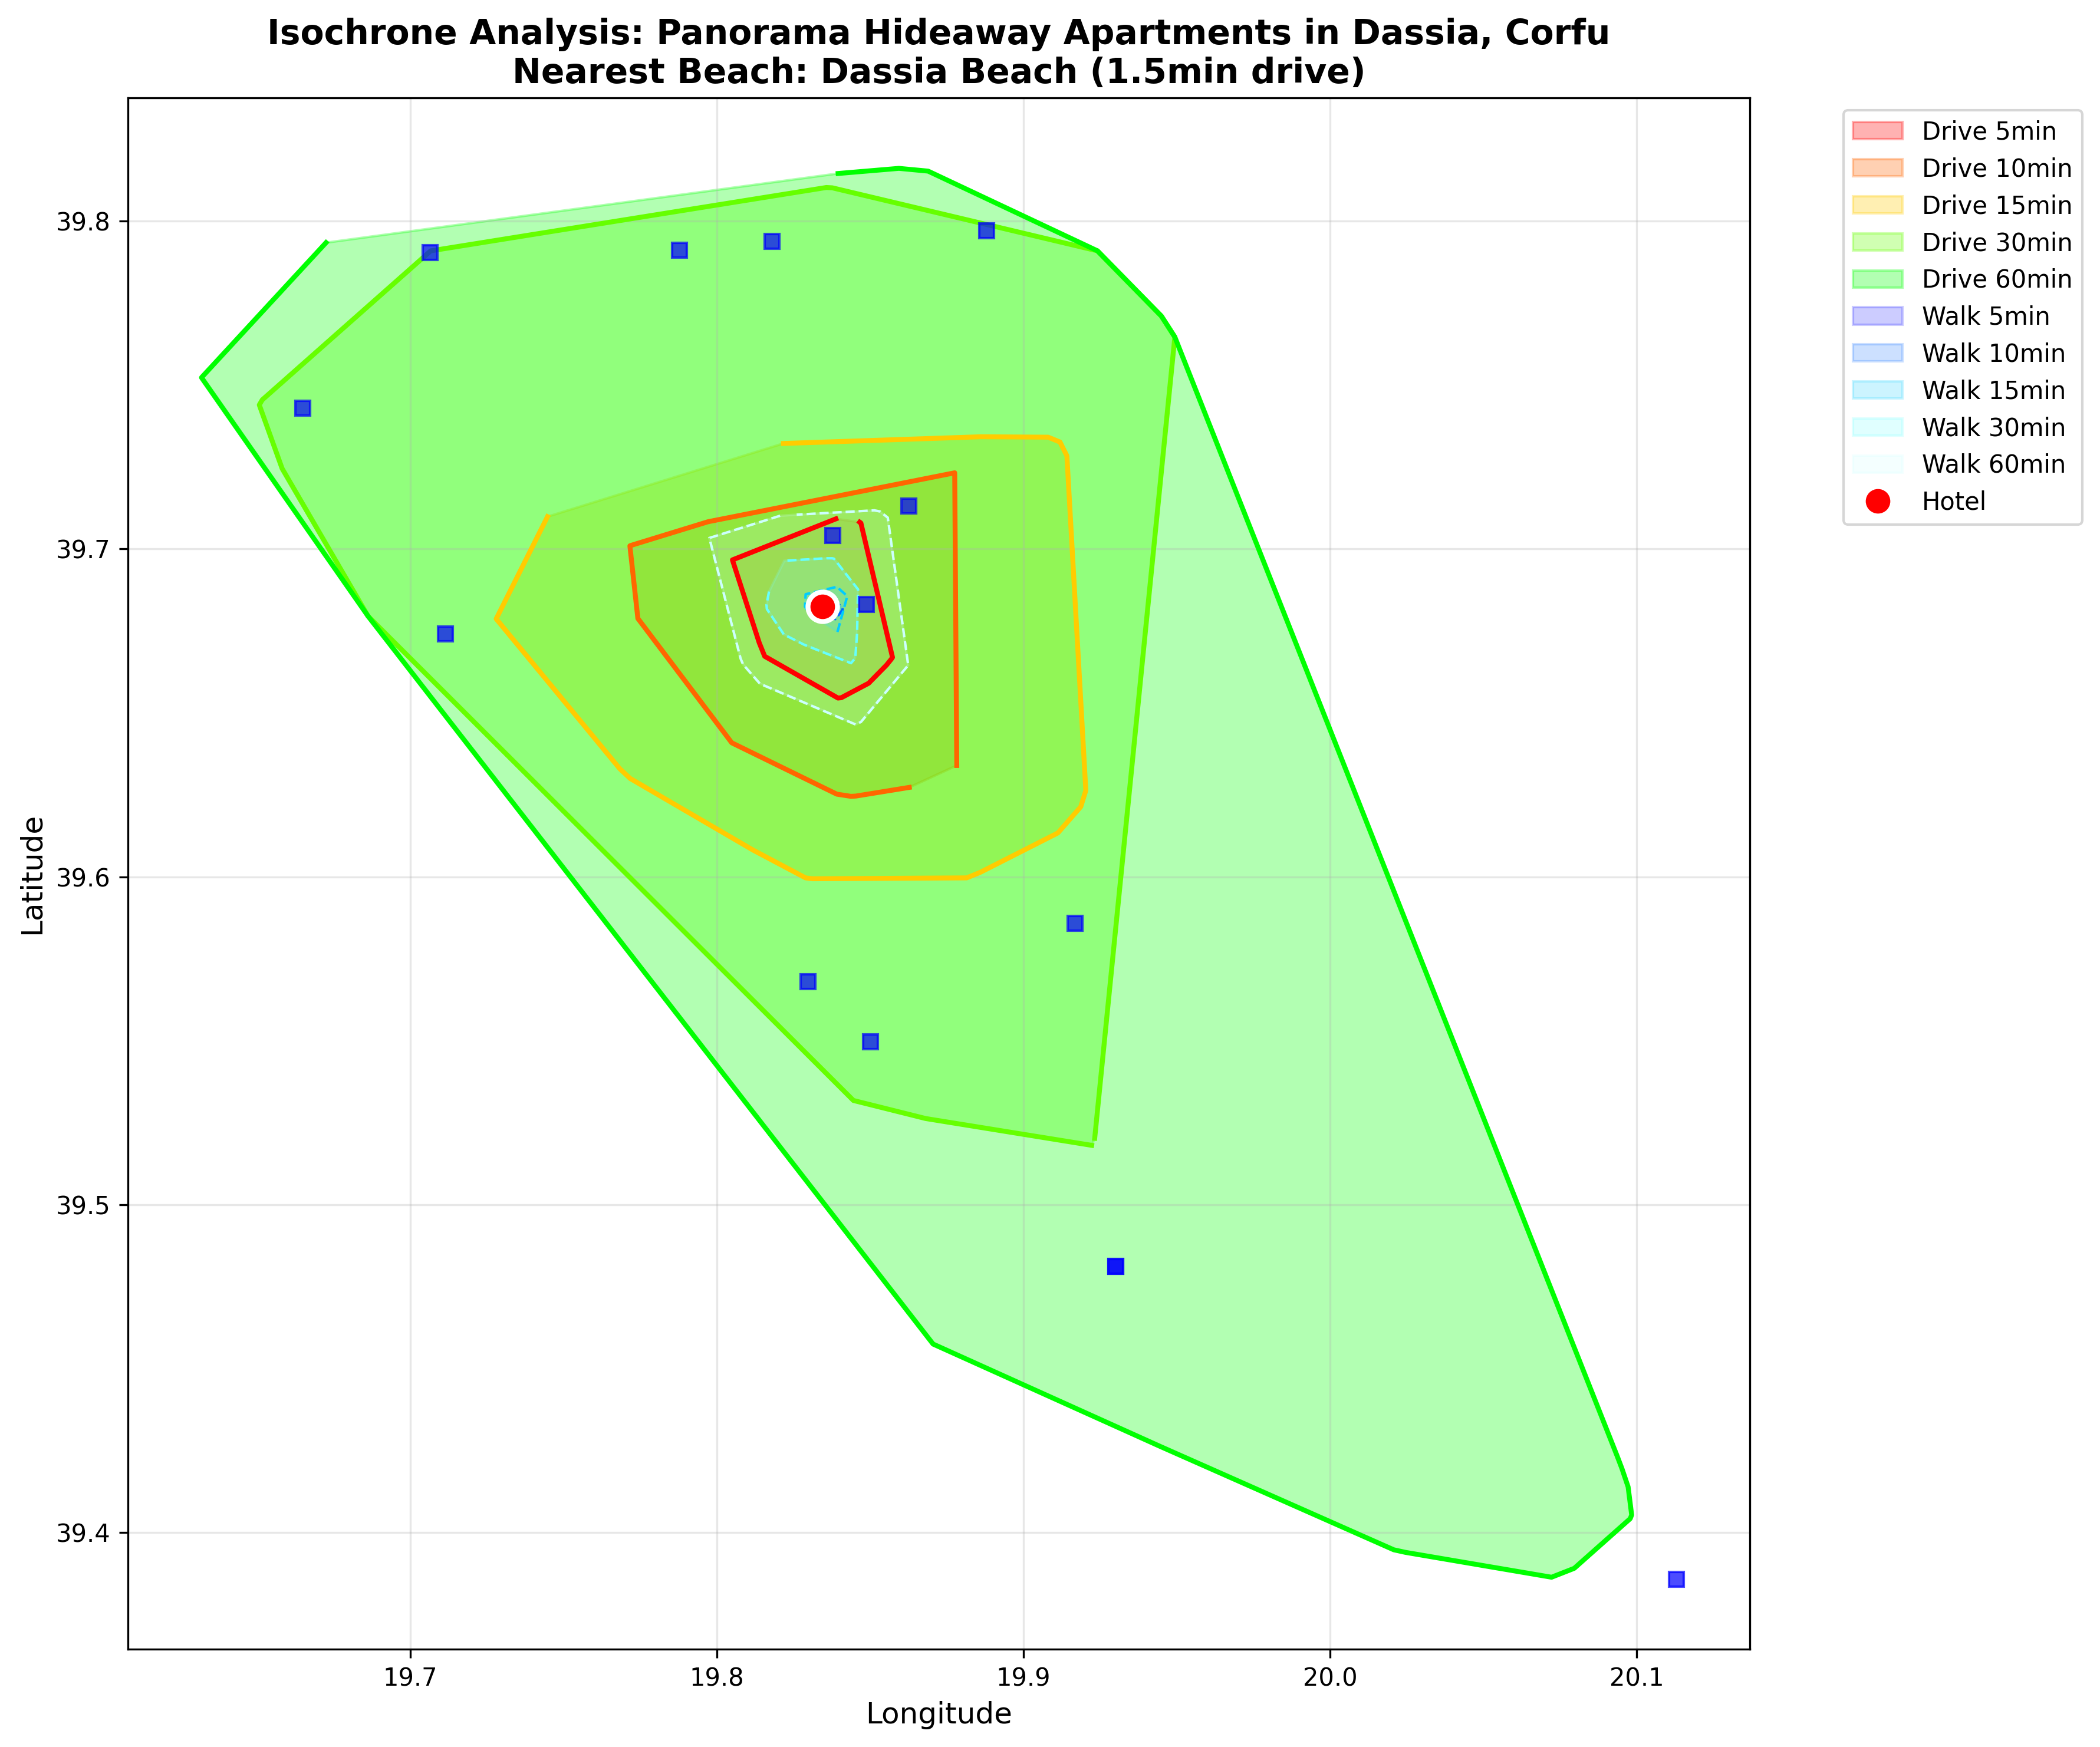 Isochrone Analysis: Panorama Hideaway Apartments in Dassia, Corfu
Nearest Beach: Dassia Beach (1.5min drive)
Drive 5min
Drive 10min
Drive 15min
Drive 30min
Drive 60min
Walk 5min
Walk 10min
Walk 15min
Walk 30min
Walk 60min
Hotel
39.8
39.7
39.6
39.5
39.4
Latitude
19.7
19.8
19.9
20.0
20.1
Longitude